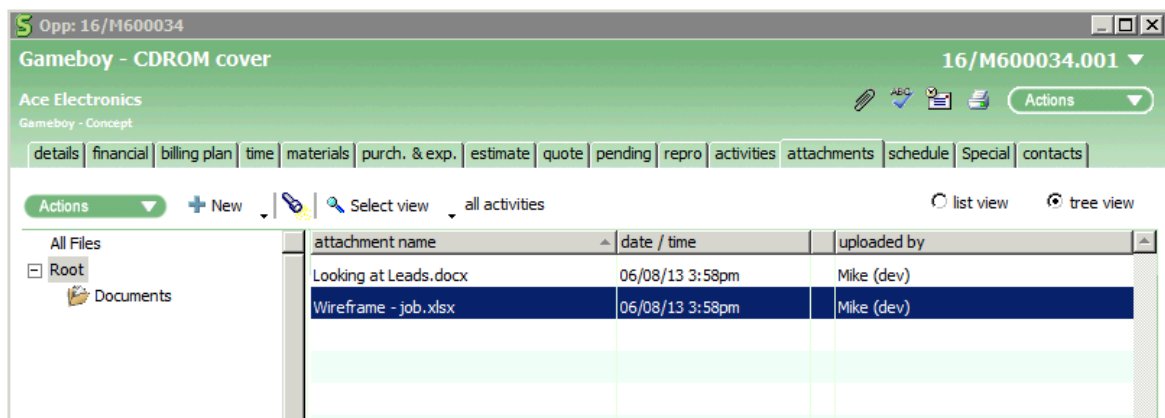 Opp: 16/M600034
Gameboy - CDROM cover 16/M600034.001
Ace Electronics ABC Actions
Gameboy - Concept
details financial billing plan time materials purch. & exp. estimate quote pending repro activities attachments schedule Special contacts
Actions New Select view all activities list view tree view
All Files attachment name date / time uploaded by
Root Looking at Leads.docx 06/08/13 3:58pm Mike (dev)
Documents Wireframe - job.xlsx 06/08/13 3:58pm Mike (dev)